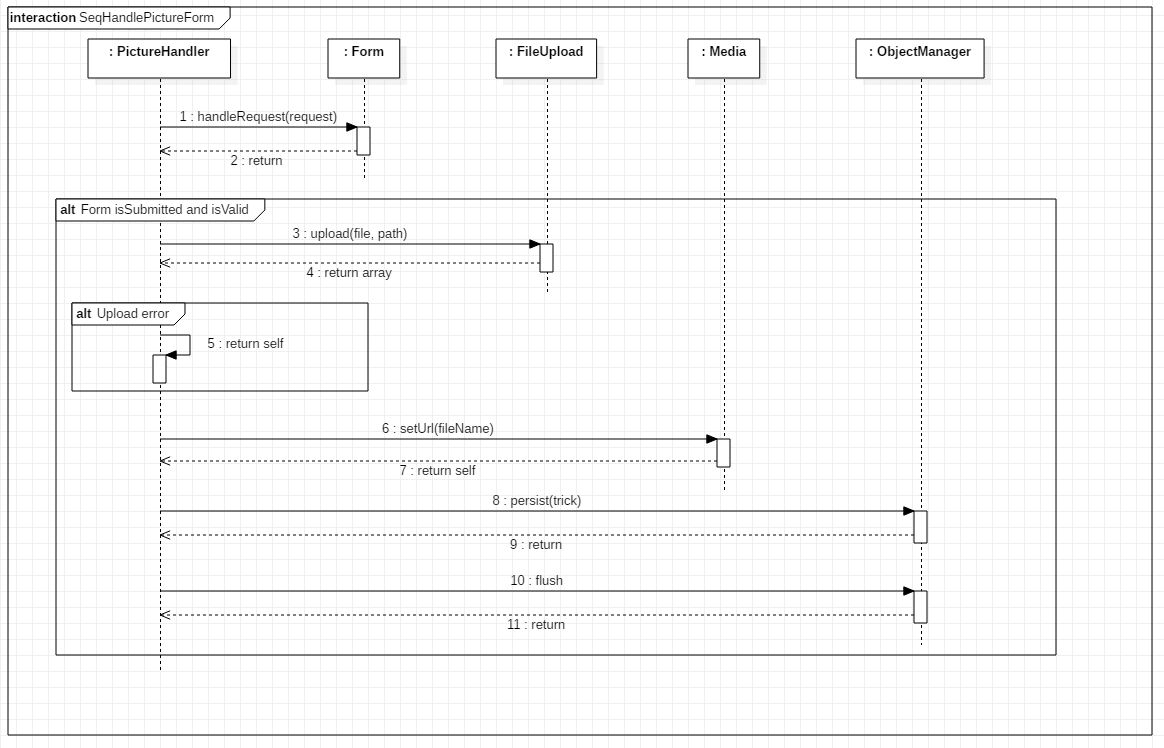 interaction SeqHandlePictureForm
: PictureHandler
: Form
: FileUpload
: Media
: ObjectManager
1 : handleRequest(request)
2 : return
alt Form isSubmitted and isValid
3 : upload(file, path)
4 : return array
alt Upload error
5 : return self
6 : setUrl(fileName)
7 : return self
8 : persist(trick)
9 : return
10 : flush
11 : return